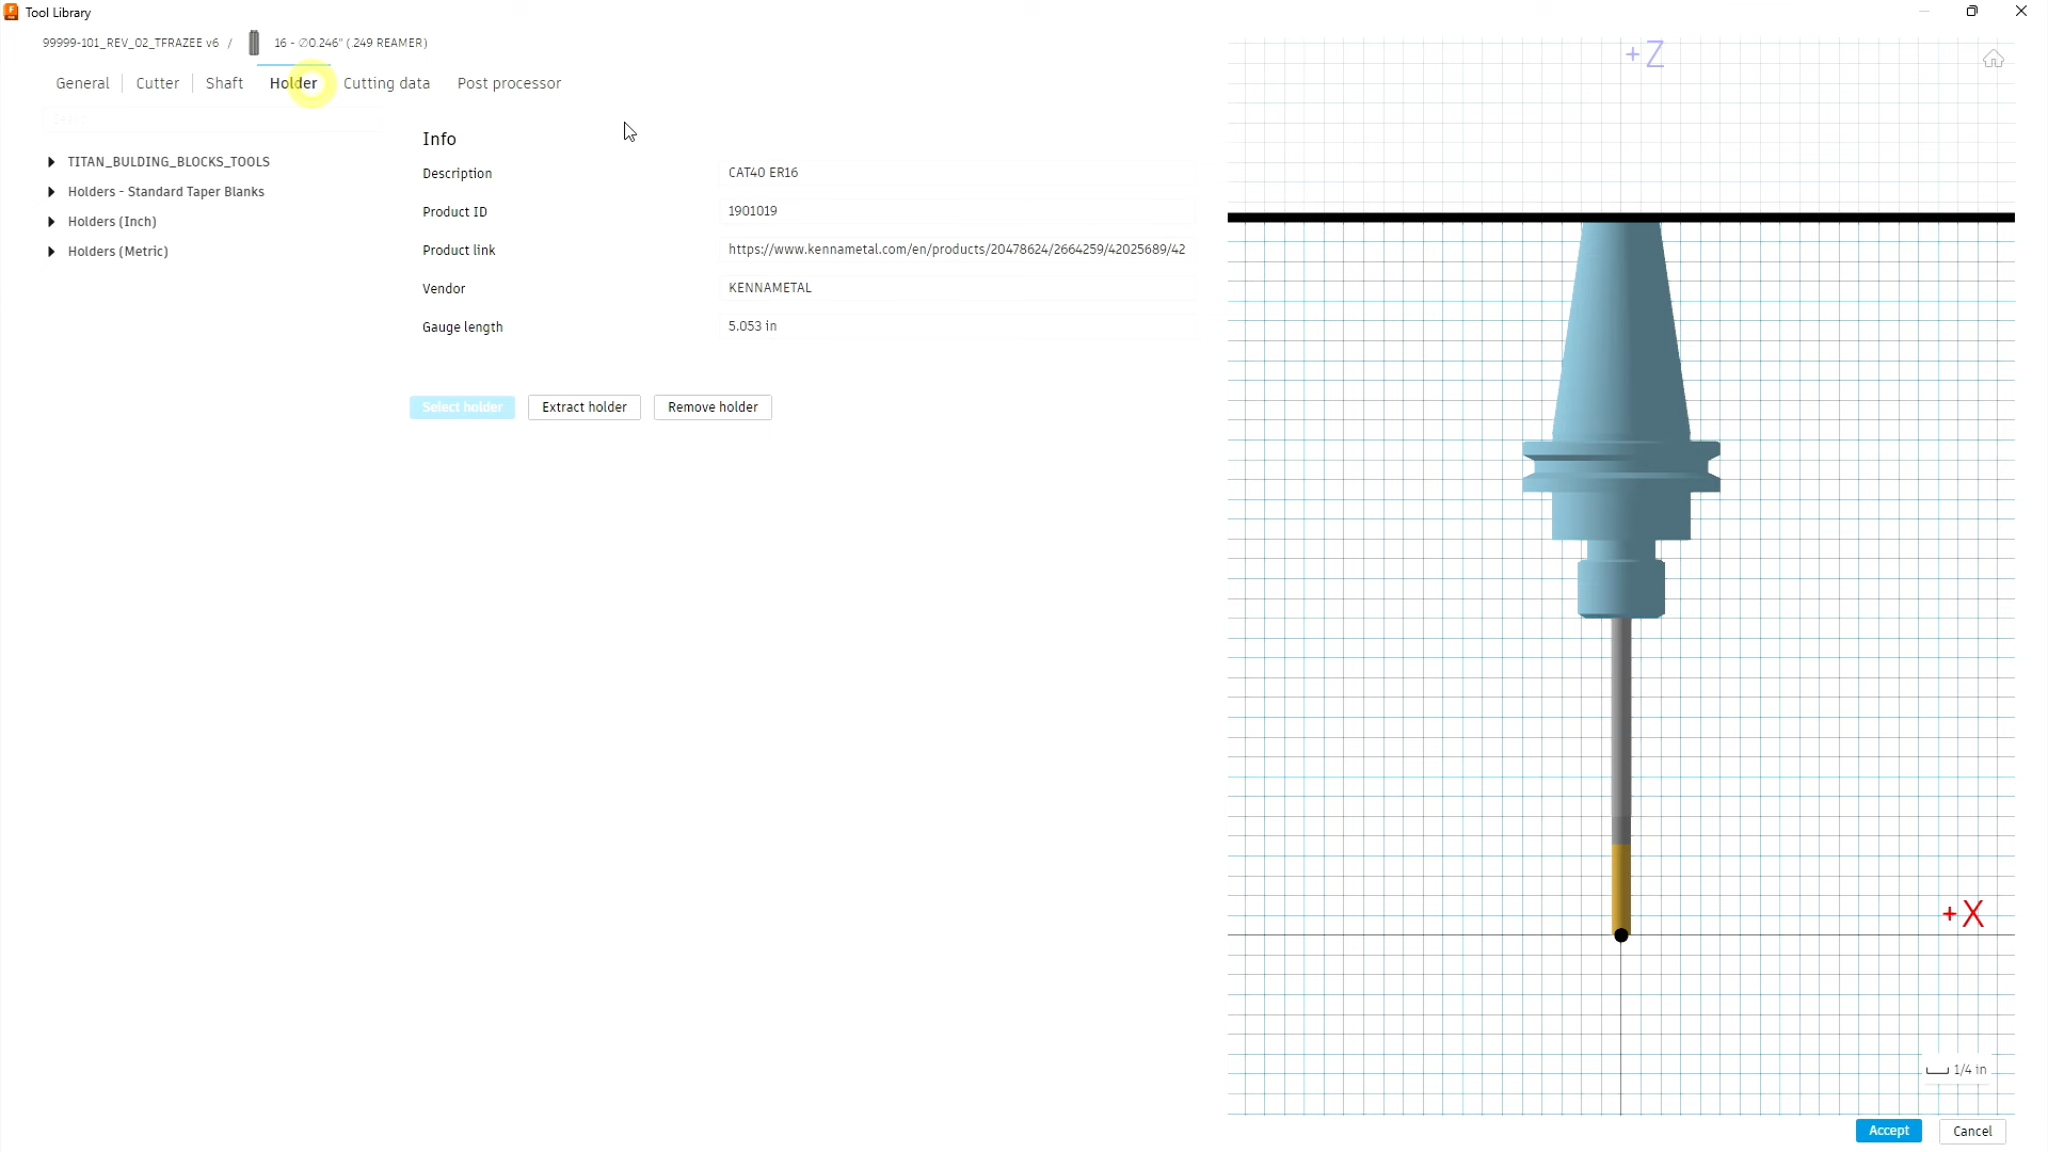 Tool Library
99999-101_REV_02_TFRAZEE v6 / 16 - ∅0.246" (.249 REAMER)
General
Cutter
Shaft
Holder
Cutting data
Post processor
TITAN_BULDING_BLOCKS_TOOLS
Holders - Standard Taper Blanks
Holders (Inch)
Holders (Metric)
Info
Description CAT40 ER16
Product ID 1901019
Product link https://www.kennametal.com/en/products/20478624/2664259/42025689/42
Vendor KENNAMETAL
Gauge length 5.053 in
Select holder
Extract holder
Remove holder
+Z
+X
1/4 in
Accept
Cancel